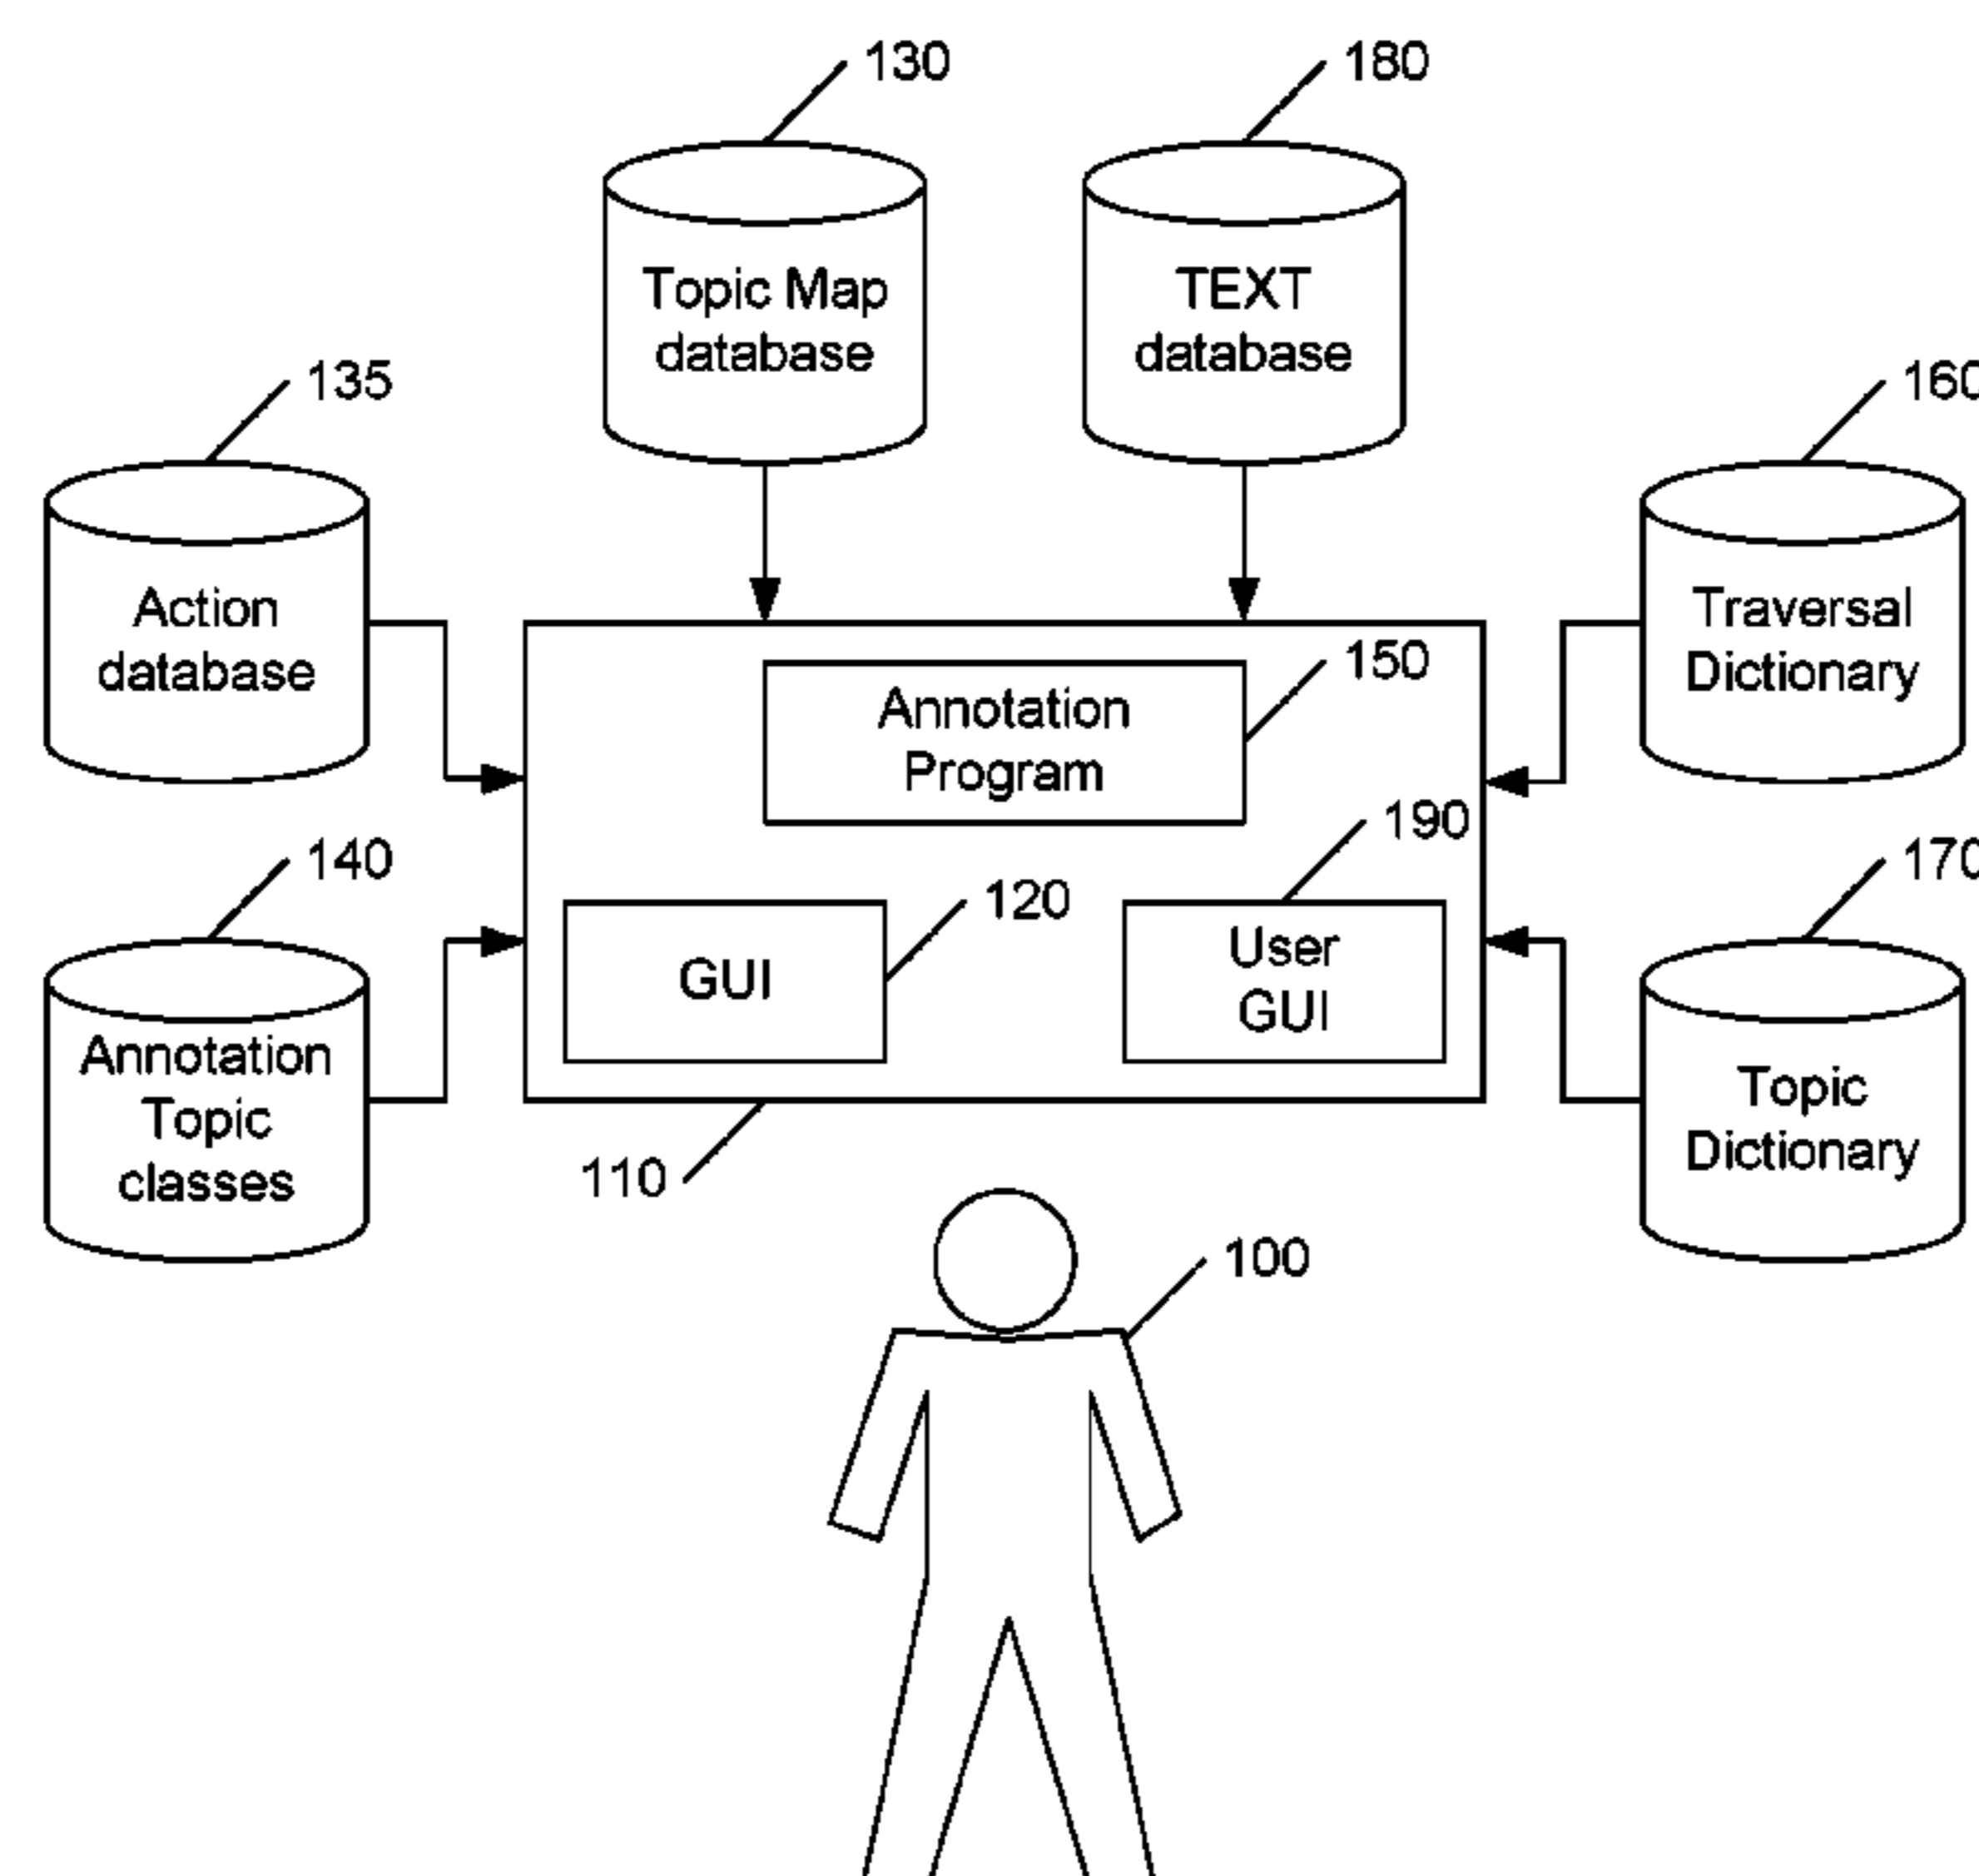 130
180
Topic Map
database
TEXT
database
135
160
Action
database
Traversal
Dictionary
150
Annotation
Program
190
140
170
120
GUI
User
GUI
Annotation
Topic
classes
Topic
Dictionary
110
100